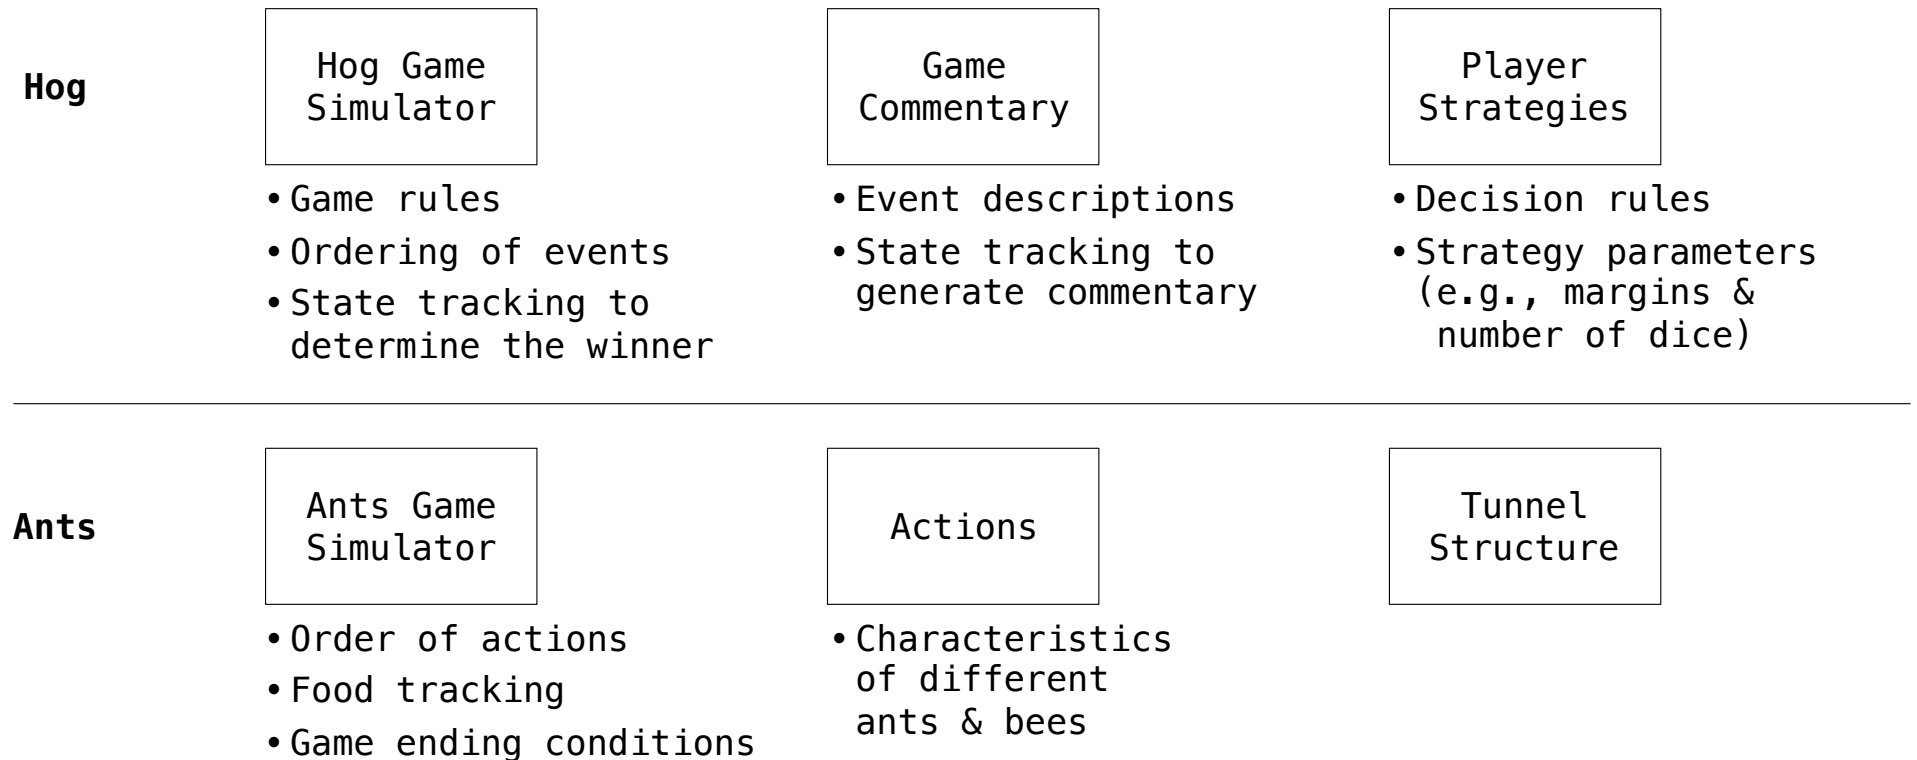 Hog
Hog Game
Simulator
• Game rules
• Ordering of events
• State tracking to
determine the winner
Game
Commentary
• Event descriptions
• State tracking to
generate commentary
Player
Strategies
• Decision rules
• Strategy parameters
(e.g., margins &
number of dice)
Ants
Ants Game
Simulator
• Order of actions
• Food tracking
• Game ending conditions
Actions
• Characteristics
of different
ants & bees
Tunnel
Structure